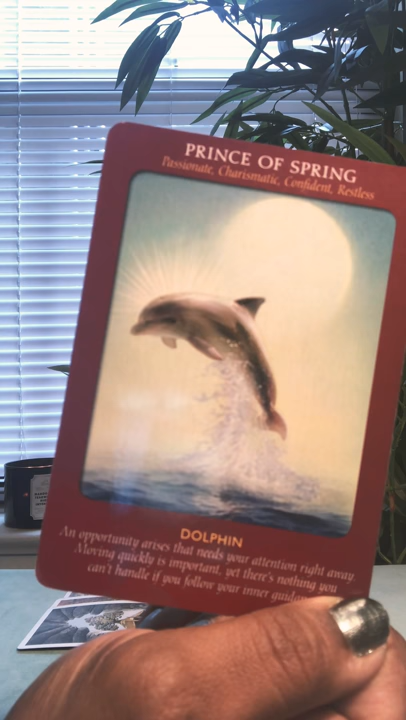 PRINCE OF SPRING
Passionate, Charismatic, Confident, Restless
DOLPHIN
An opportunity arises that needs your attention right away.
Moving quickly is important, yet there's nothing you
can't handle if you follow your inner